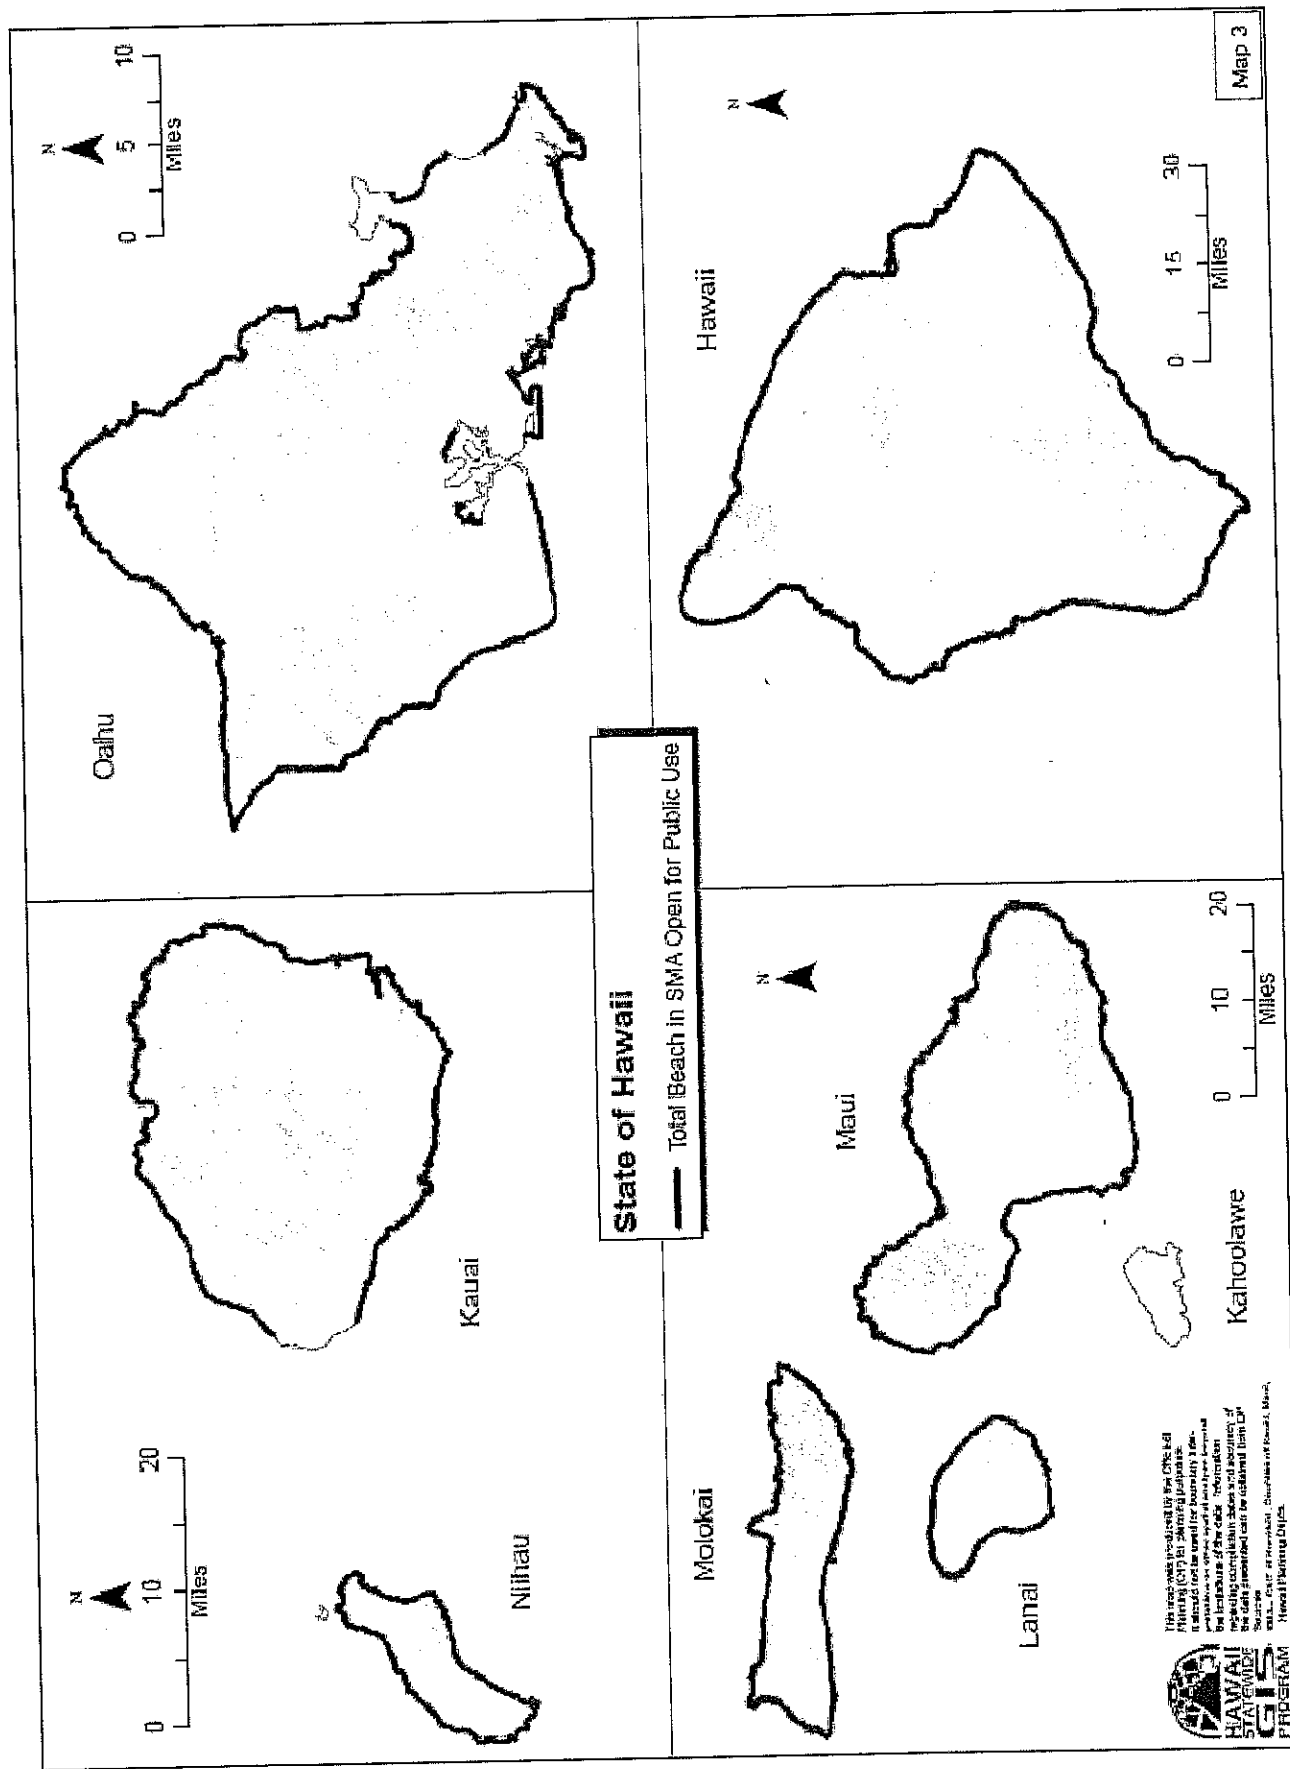 N
0 10 20
Miles
Niihau
Kauai
N
0 5 10
Miles
Oahu
State of Hawaii
Total Beach in SMA Open for Public Use
Molokai
Lanai
Maui
Kahoolawe
N
0 10 20
Miles
Hawaii
N
0 15 30
Miles
Map 3
HAWAII
STATEWIDE
GIS
PROGRAM